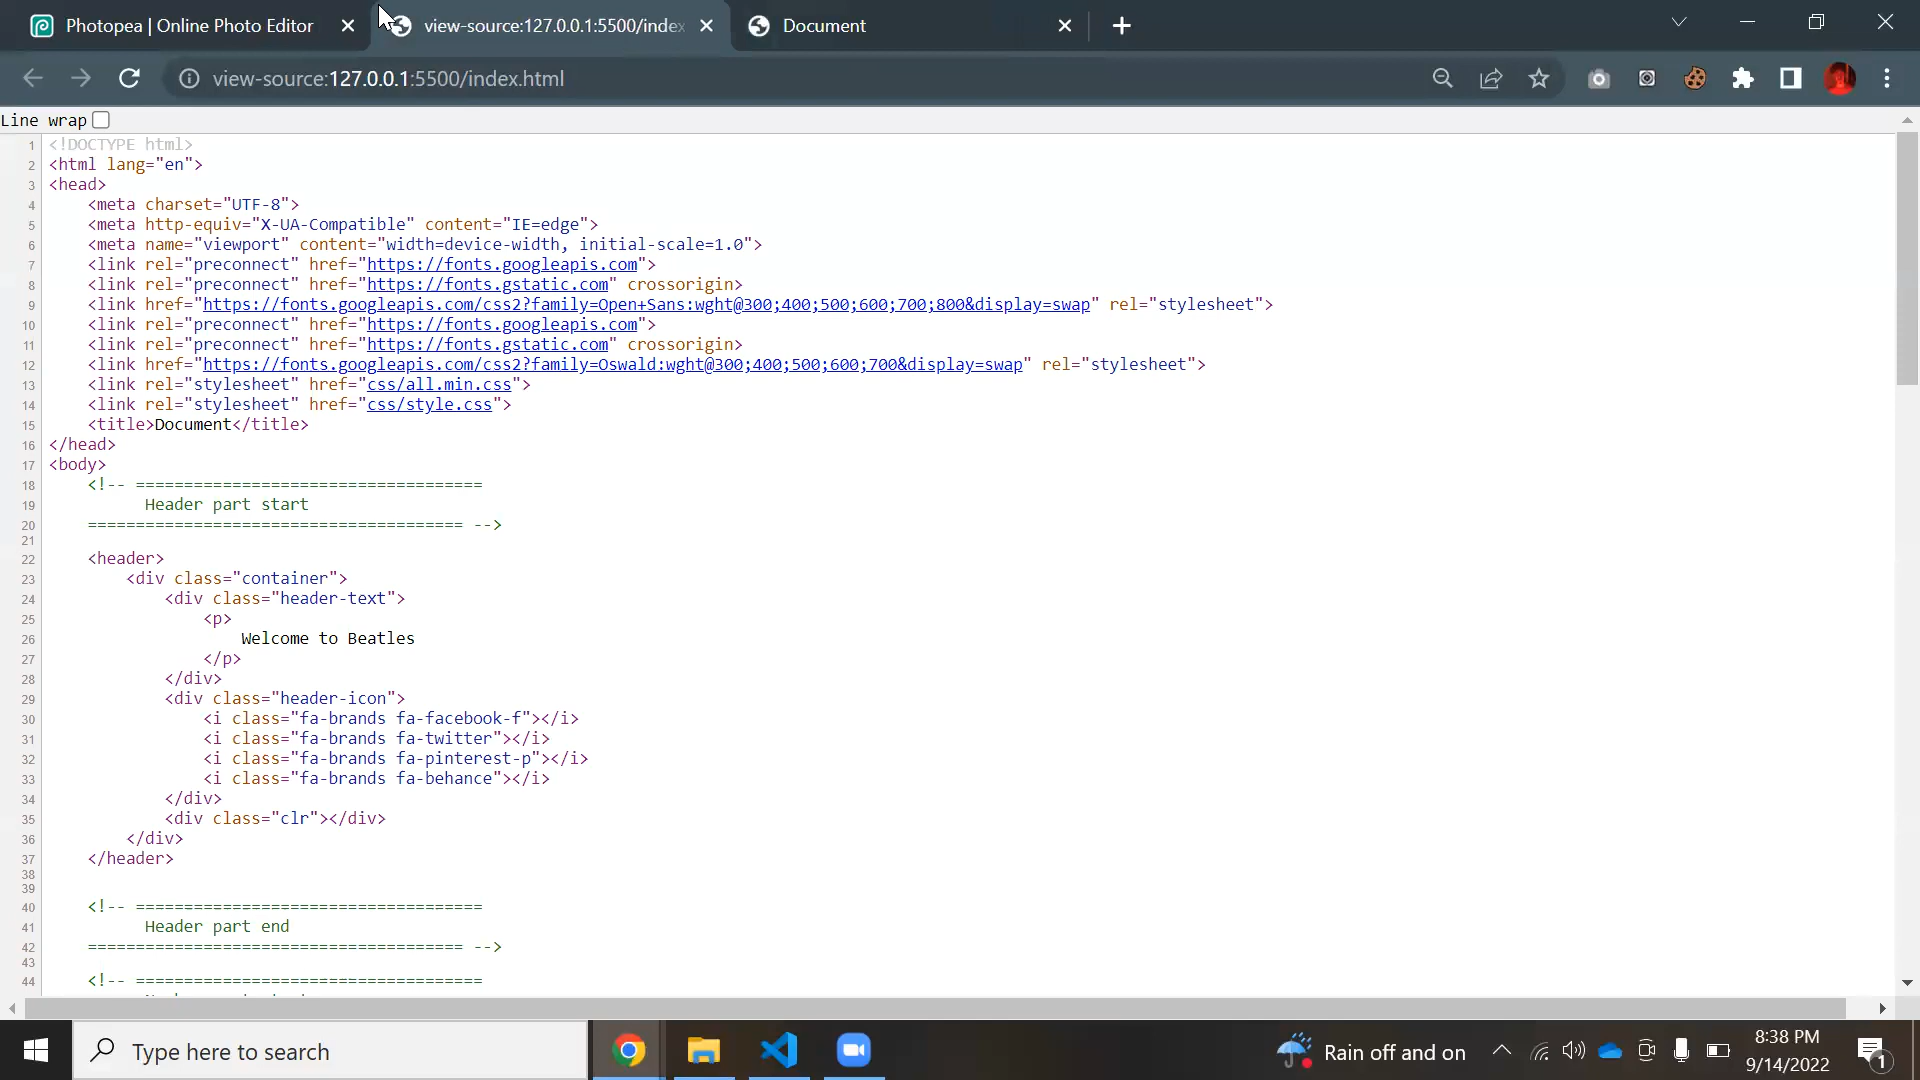 Photopea | Online Photo Editor
view-source:127.0.0.1:5500/index
Document
view-source:127.0.0.1:5500/index.html
Line wrap
1 <!DOCTYPE html>
2 <html lang="en">
3 <head>
4 <meta charset="UTF-8">
5 <meta http-equiv="X-UA-Compatible" content="IE=edge">
6 <meta name="viewport" content="width=device-width, initial-scale=1.0">
7 <link rel="preconnect" href="https://fonts.googleapis.com">
8 <link rel="preconnect" href="https://fonts.gstatic.com" crossorigin>
9 <link href="https://fonts.googleapis.com/css2?family=Open+Sans:wght@300;400;500;600;700;800&display=swap" rel="stylesheet">
10 <link rel="preconnect" href="https://fonts.googleapis.com">
11 <link rel="preconnect" href="https://fonts.gstatic.com" crossorigin>
12 <link href="https://fonts.googleapis.com/css2?family=Oswald:wght@300;400;500;600;700&display=swap" rel="stylesheet">
13 <link rel="stylesheet" href="css/all.min.css">
14 <link rel="stylesheet" href="css/style.css">
15 <title>Document</title>
16 </head>
17 <body>
18 <!-- ====================================
19 Header part start
20 ======================================= -->
21
22 <header>
23 <div class="container">
24 <div class="header-text">
25 <p>
26 Welcome to Beatles
27 </p>
28 </div>
29 <div class="header-icon">
30 <i class="fa-brands fa-facebook-f"></i>
31 <i class="fa-brands fa-twitter"></i>
32 <i class="fa-brands fa-pinterest-p"></i>
33 <i class="fa-brands fa-behance"></i>
34 </div>
35 <div class="clr"></div>
36 </div>
37 </header>
38
39
40 <!-- ====================================
41 Header part end
42 ======================================= -->
43
44 <!-- ====================================
Type here to search
Rain off and on
8:38 PM
9/14/2022
1